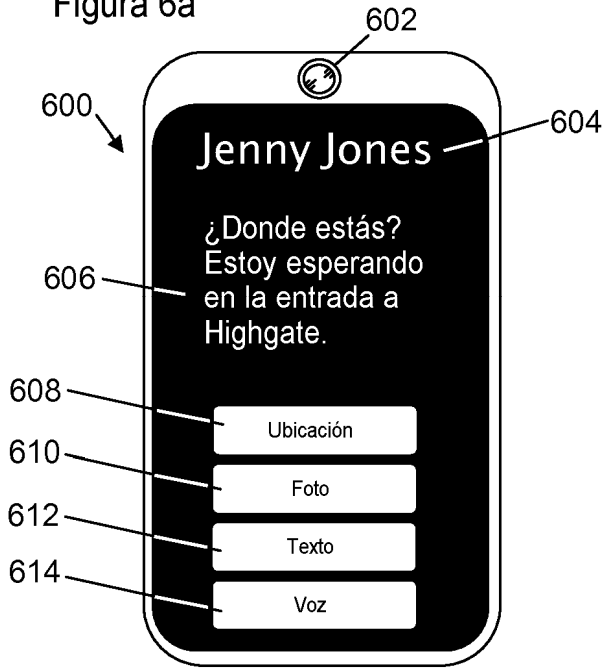 Figura 6a
602
600
604
Jenny Jones
¿Donde estás?
Estoy esperando
en la entrada a
Highgate.
606
608
Ubicación
610
Foto
612
Texto
614
Voz